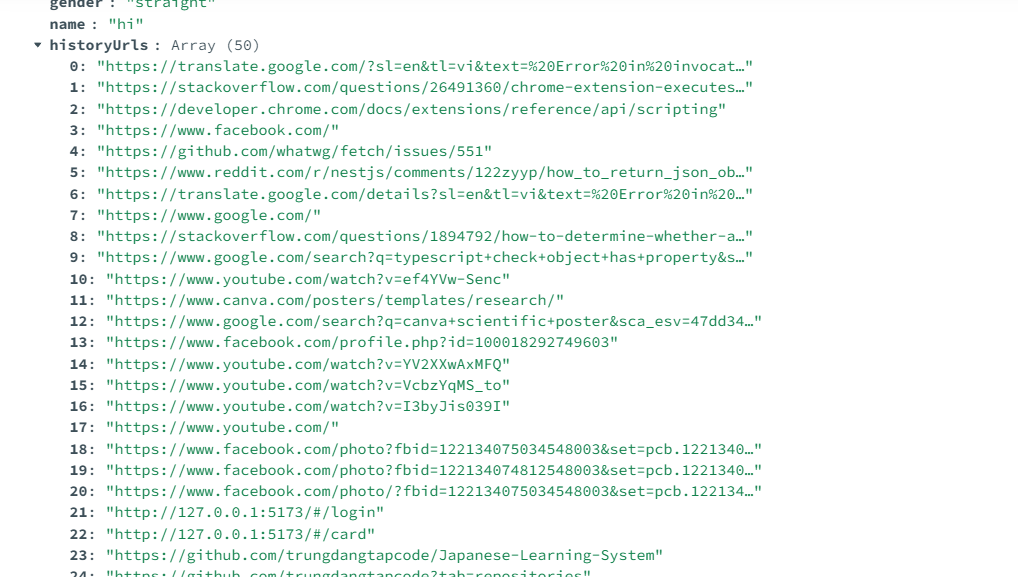 gender : "straight"
name : "hi"
historyUrls : Array (50)
0: "https://translate.google.com/?sl=en&tl=vi&text=%20Error%20in%20invocat…"
1: "https://stackoverflow.com/questions/26491360/chrome-extension-executes…"
2: "https://developer.chrome.com/docs/extensions/reference/api/scripting"
3: "https://www.facebook.com/"
4: "https://github.com/whatwg/fetch/issues/551"
5: "https://www.reddit.com/r/nestjs/comments/122zyyp/how_to_return_json_ob…"
6: "https://translate.google.com/details?sl=en&tl=vi&text=%20Error%20in%20…"
7: "https://www.google.com/"
8: "https://stackoverflow.com/questions/1894792/how-to-determine-whether-a…"
9: "https://www.google.com/search?q=typescript+check+object+has+property&s…"
10: "https://www.youtube.com/watch?v=ef4YVw-Senc"
11: "https://www.canva.com/posters/templates/research/"
12: "https://www.google.com/search?q=canva+scientific+poster&sca_esv=47dd34…"
13: "https://www.facebook.com/profile.php?id=100018292749603"
14: "https://www.youtube.com/watch?v=YV2XXwAxMFQ"
15: "https://www.youtube.com/watch?v=VcbzYqMS_to"
16: "https://www.youtube.com/watch?v=I3byJis039I"
17: "https://www.youtube.com/"
18: "https://www.facebook.com/photo?fbid=122134075034548003&set=pcb.1221340…"
19: "https://www.facebook.com/photo?fbid=122134074812548003&set=pcb.1221340…"
20: "https://www.facebook.com/photo/?fbid=122134075034548003&set=pcb.122134…"
21: "http://127.0.0.1:5173/#/login"
22: "http://127.0.0.1:5173/#/card"
23: "https://github.com/trungdangtapcode/Japanese-Learning-System"
24: "https://github.com/trungdangtapcode?tab=repositories"